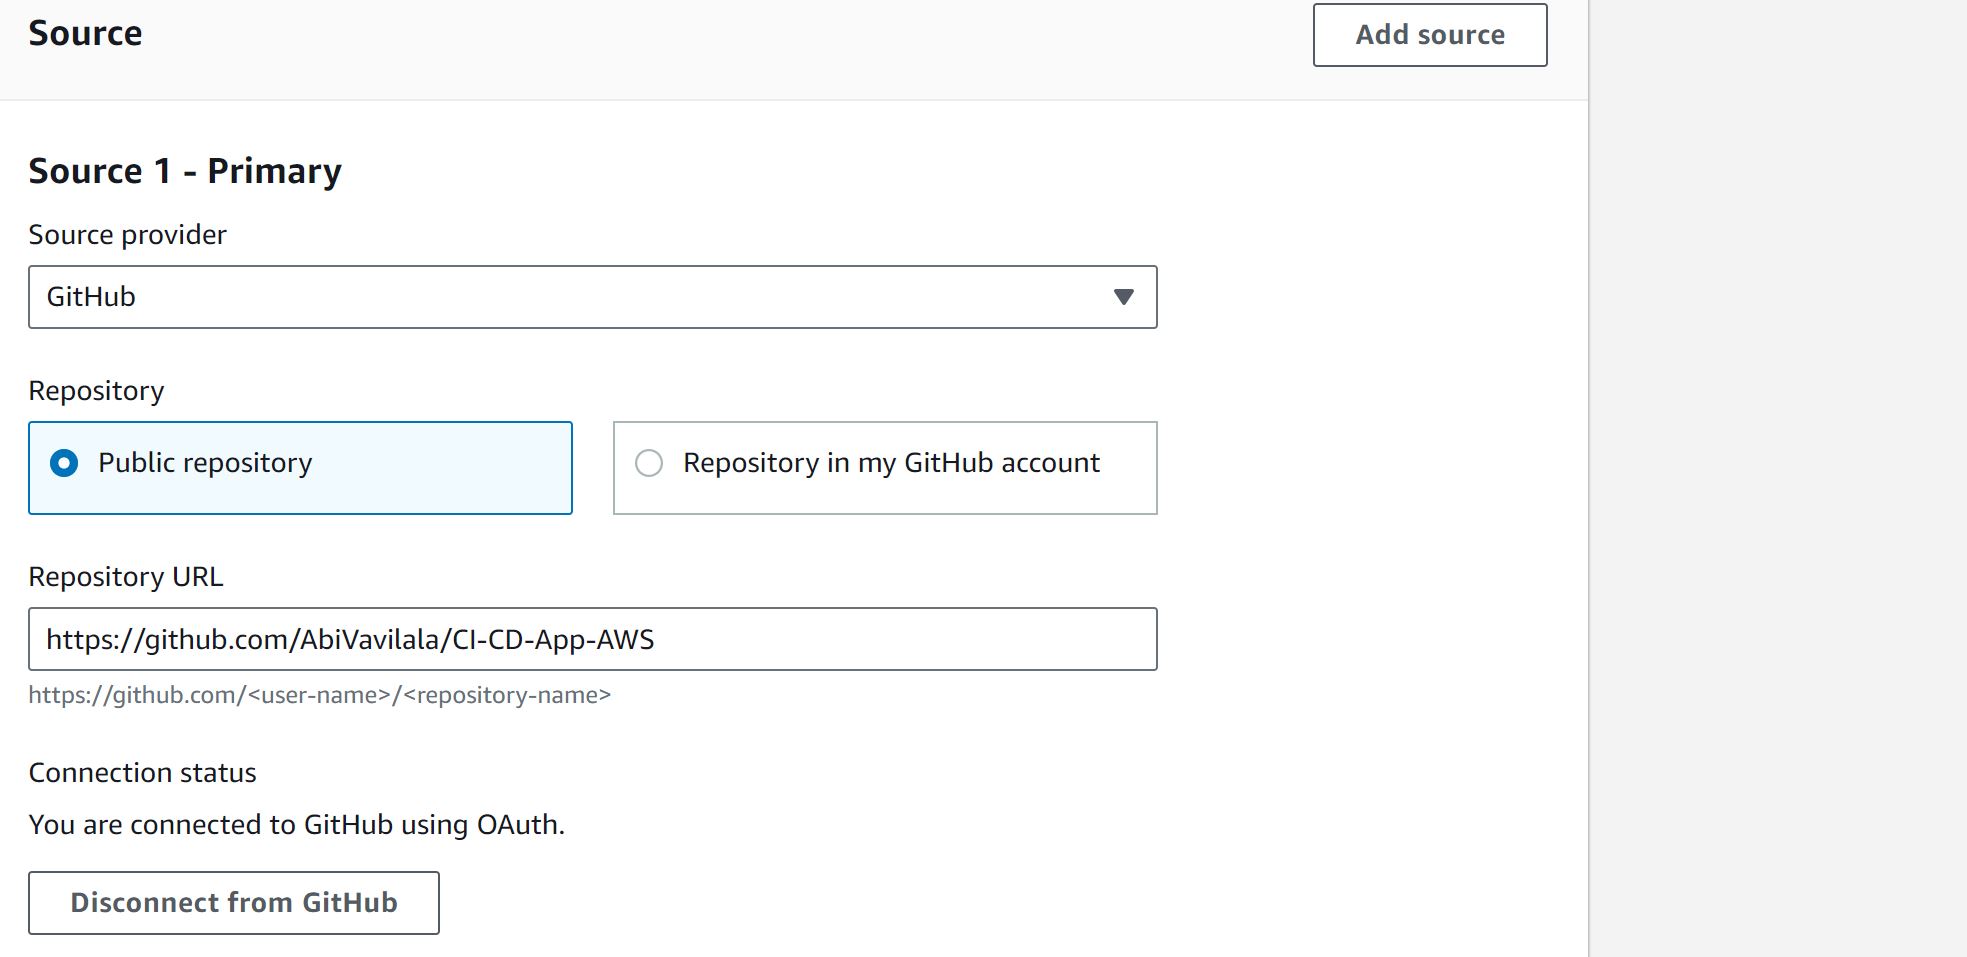 Source
Add source
Source 1 - Primary
Source provider
GitHub
Repository
Public repository
Repository in my GitHub account
Repository URL
https://github.com/AbiVavilala/CI-CD-App-AWS
https://github.com/<user-name>/<repository-name>
Connection status
You are connected to GitHub using OAuth.
Disconnect from GitHub